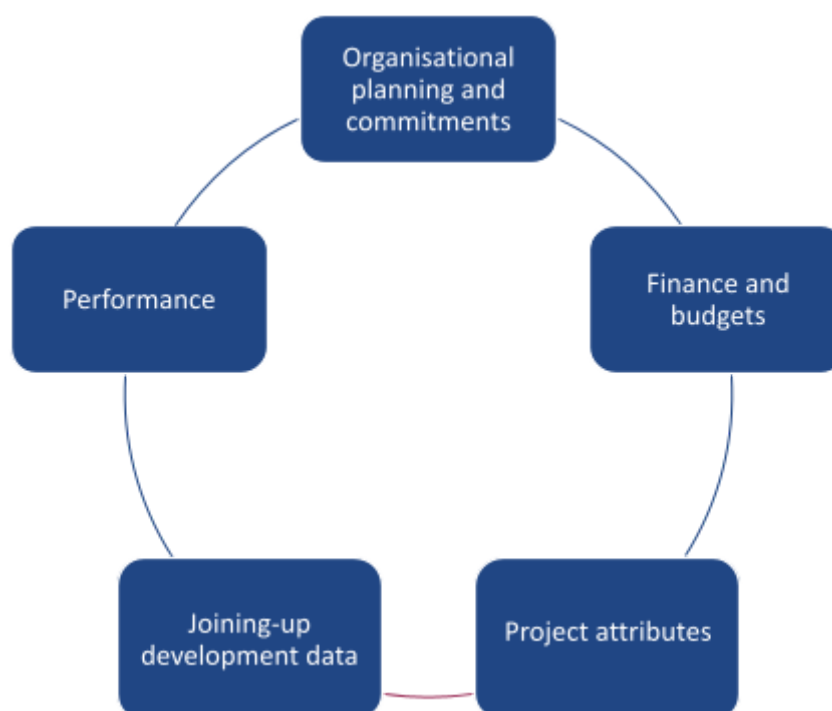 Organisational
planning and
commitments
Finance and
budgets
Performance
Project attributes
Joining-up
development data